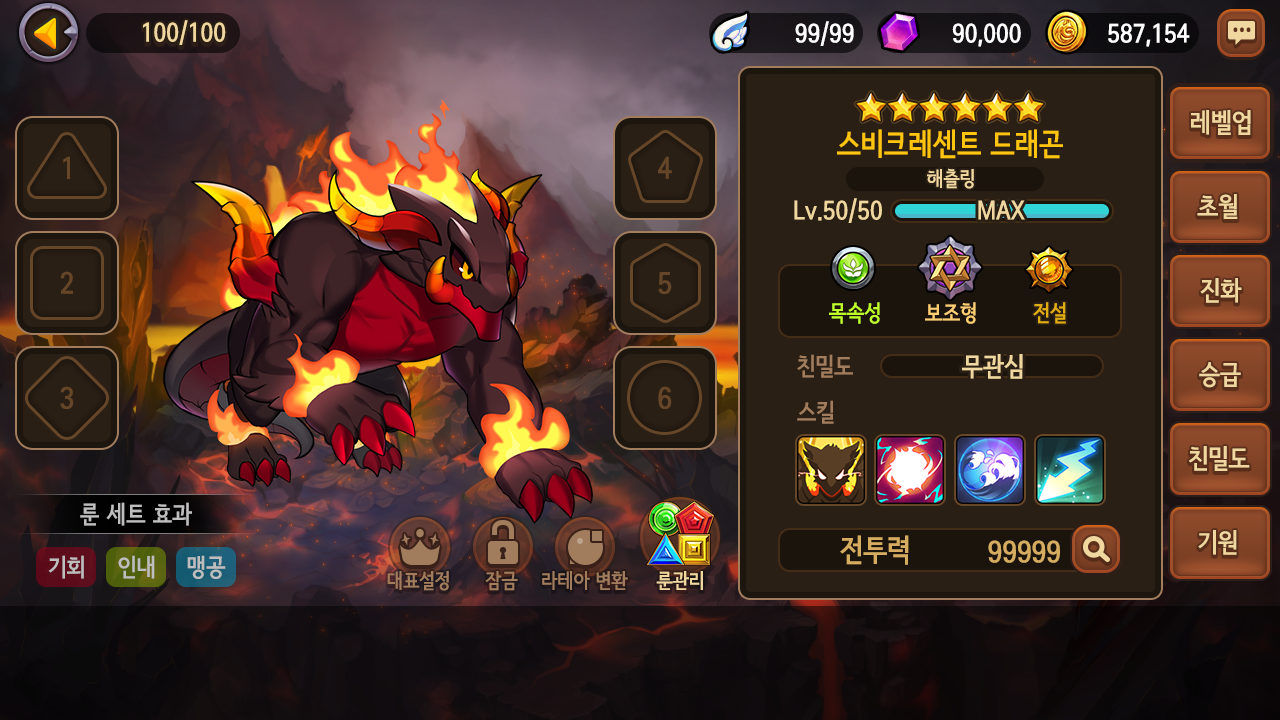 100/100
99/99
90,000
587,154
1
2
3
4
5
6
스비크레센트 드래곤
해츨링
Lv.50/50
MAX
목속성
보조형
전설
친밀도
무관심
스킬
전투력
99999
레벨업
초월
진화
승급
친밀도
기원
룬 세트 효과
기회
인내
맹공
대표설정
잠금
라테아 변환
룬관리